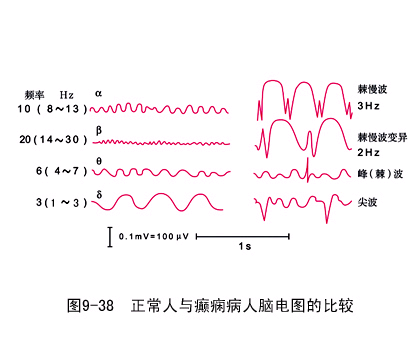 频率 Hz α
10 ( 8～13)
20(14～30) β
6( 4～7) θ
3(1～3) δ
棘慢波
3Hz
棘慢波变异
2Hz
峰(棘)波
尖波
0.1mV=100μV
1s
图9-38 正常人与癫痫病人脑电图的比较